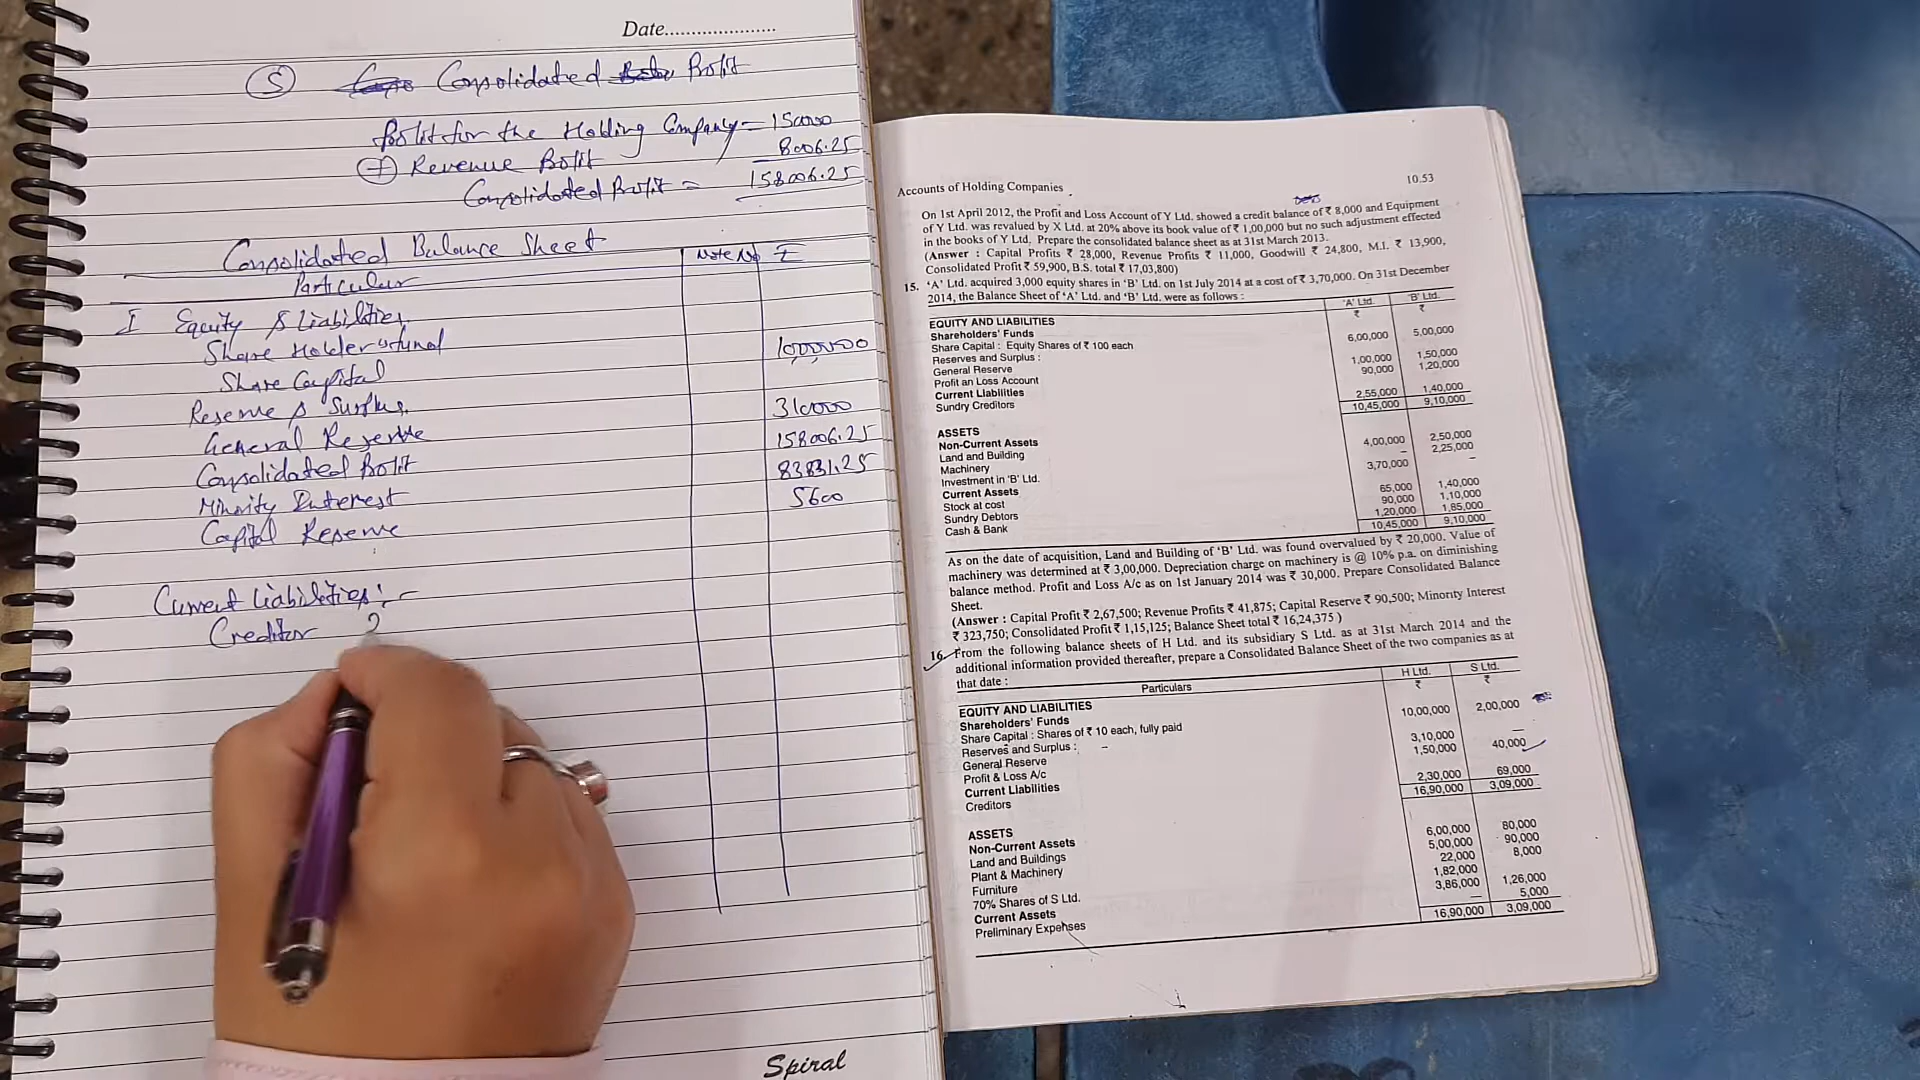 Date.....................
S Consolidated Profit
Profit for the Holding Company = 150000
+ Revenue Profit 8006.25
Consolidated Profit = 158006.25
Consolidated Balance Sheet
Particular Note No ₹
I Equity & Liabilities
Share Holder's fund
Share Capital 1000000
Reserve & Surplus
General Reserve 310000
Consolidated Profit 158006.25
Minority Interest 83831.25
Capital Reserve 5600
Current Liabilities:-
Creditor 2
Spiral
Accounts of Holding Companies 10.53
On 1st April 2012, the Profit and Loss Account of Y Ltd. showed a credit balance of ₹ 8,000 and Equipment
of Y Ltd. was revalued by X Ltd. at 20% above its book value of ₹ 1,00,000 but no such adjustment effected
in the books of Y Ltd. Prepare the consolidated balance sheet as at 31st March 2013.
(Answer : Capital Profits ₹ 28,000, Revenue Profits ₹ 11,000, Goodwill ₹ 24,800, M.I. ₹ 13,900,
Consolidated Profit ₹ 59,900, B.S. total ₹ 17,03,800)
15. 'A' Ltd. acquired 3,000 equity shares in 'B' Ltd. on 1st July 2014 at a cost of ₹ 3,70,000. On 31st December
2014, the Balance Sheet of 'A' Ltd. and 'B' Ltd. were as follows :
'A' Ltd. 'B' Ltd.
₹ ₹
EQUITY AND LIABILITIES
Shareholders' Funds
Share Capital : Equity Shares of ₹ 100 each 6,00,000 5,00,000
Reserves and Surplus :
General Reserve 1,00,000 1,50,000
Profit an Loss Account 90,000 1,20,000
Current Liabilities
Sundry Creditors 2,55,000 1,40,000
10,45,000 9,10,000
ASSETS
Non-Current Assets
Land and Building 4,00,000 2,50,000
Machinery – 2,25,000
Investment in 'B' Ltd. 3,70,000 –
Current Assets
Stock at cost 65,000 1,40,000
Sundry Debtors 90,000 1,10,000
Cash & Bank 1,20,000 1,85,000
10,45,000 9,10,000
As on the date of acquisition, Land and Building of 'B' Ltd. was found overvalued by ₹ 20,000. Value of
machinery was determined at ₹ 3,00,000. Depreciation charge on machinery is @ 10% p.a. on diminishing
balance method. Profit and Loss A/c as on 1st January 2014 was ₹ 30,000. Prepare Consolidated Balance
Sheet.
(Answer : Capital Profit ₹ 2,67,500; Revenue Profits ₹ 41,875; Capital Reserve ₹ 90,500; Minority Interest
₹ 323,750; Consolidated Profit ₹ 1,15,125; Balance Sheet total ₹ 16,24,375 )
16. From the following balance sheets of H Ltd. and its subsidiary S Ltd. as at 31st March 2014 and the
additional information provided thereafter, prepare a Consolidated Balance Sheet of the two companies as at
that date :
Particulars H Ltd. S Ltd.
₹ ₹
EQUITY AND LIABILITIES
Shareholders' Funds
Share Capital : Shares of ₹ 10 each, fully paid 10,00,000 2,00,000
Reserves and Surplus :
General Reserve 3,10,000 —
Profit & Loss A/c 1,50,000 40,000
Current Liabilities
Creditors 2,30,000 69,000
16,90,000 3,09,000
ASSETS
Non-Current Assets
Land and Buildings 6,00,000 80,000
Plant & Machinery 5,00,000 90,000
Furniture 22,000 8,000
70% Shares of S Ltd. 1,82,000
Current Assets 3,86,000 1,26,000
Preliminary Expenses — 5,000
16,90,000 3,09,000